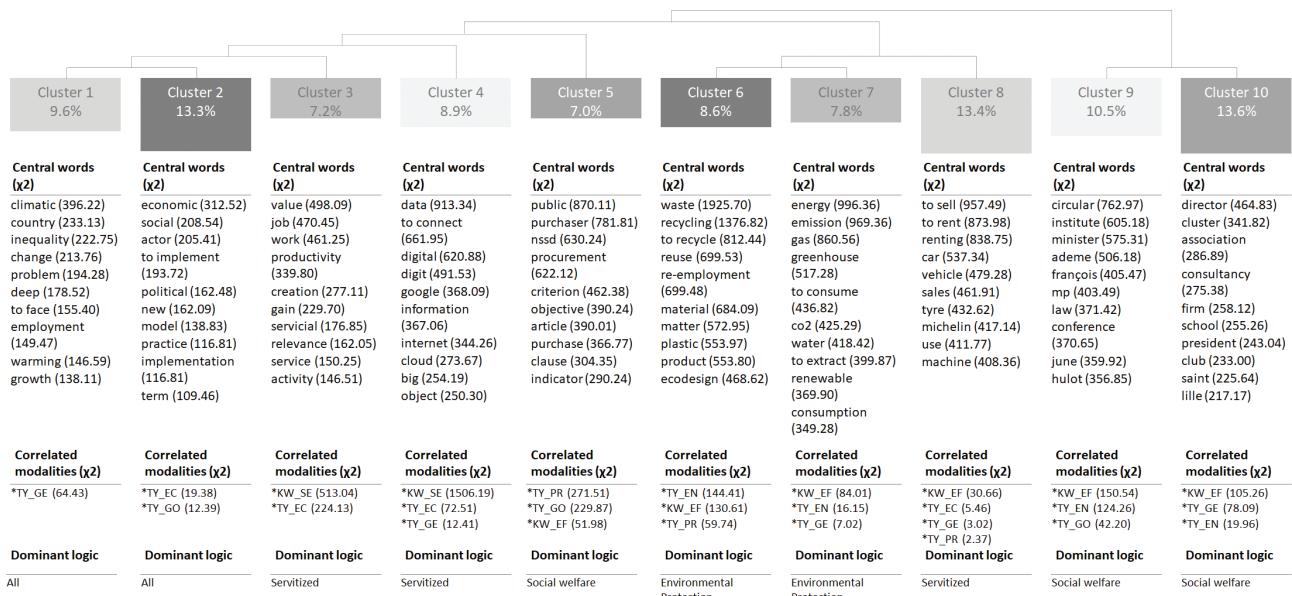 Cluster 1
9.6%
Central words
(χ2)
climatic (396.22)
country (233.13)
inequality (222.75)
change (213.76)
problem (194.28)
deep (178.52)
to face (155.40)
employment
(149.47)
warming (146.59)
growth (138.11)
Correlated
modalities (χ2)
*TY_GE (64.43)
Dominant logic
All
Cluster 2
13.3%
Central words
(χ2)
economic (312.52)
social (208.54)
actor (205.41)
to implement
(193.72)
political (162.48)
new (162.09)
model (138.83)
practice (116.81)
implementation
(116.81)
term (109.46)
Correlated
modalities (χ2)
*TY_EC (19.38)
*TY_GO (12.39)
Dominant logic
All
Cluster 3
7.2%
Central words
(χ2)
value (498.09)
job (470.45)
work (461.25)
productivity
(339.80)
creation (277.11)
gain (229.70)
servicial (176.85)
relevance (162.05)
service (150.25)
activity (146.51)
Correlated
modalities (χ2)
*KW_SE (513.04)
*TY_EC (224.13)
Dominant logic
Servitized
Cluster 4
8.9%
Central words
(χ2)
data (913.34)
to connect
(661.95)
digital (620.88)
digit (491.53)
google (368.09)
information
(367.06)
internet (344.26)
cloud (273.67)
big (254.19)
object (250.30)
Correlated
modalities (χ2)
*KW_SE (1506.19)
*TY_EC (72.51)
*TY_GE (12.41)
Dominant logic
Servitized
Cluster 5
7.0%
Central words
(χ2)
public (870.11)
purchaser (781.81)
nssd (630.24)
procurement
(622.12)
criterion (462.38)
objective (390.24)
article (390.01)
purchase (366.77)
clause (304.35)
indicator (290.24)
Correlated
modalities (χ2)
*TY_PR (271.51)
*TY_GO (229.87)
*KW_EF (51.98)
Dominant logic
Social welfare
Cluster 6
8.6%
Central words
(χ2)
waste (1925.70)
recycling (1376.82)
to recycle (812.44)
reuse (699.53)
re-employment
(699.48)
material (684.09)
matter (572.95)
plastic (553.97)
product (553.80)
ecodesign (468.62)
Correlated
modalities (χ2)
*TY_EN (144.41)
*KW_EF (130.61)
*TY_PR (59.74)
Dominant logic
Environmental
Protection
Cluster 7
7.8%
Central words
(χ2)
energy (996.36)
emission (969.36)
gas (860.56)
greenhouse
(517.28)
to consume
(436.82)
co2 (425.29)
water (418.42)
to extract (399.87)
renewable
(369.90)
consumption
(349.28)
Correlated
modalities (χ2)
*KW_EF (84.01)
*TY_EN (16.15)
*TY_GE (7.02)
Dominant logic
Environmental
Protection
Cluster 8
13.4%
Central words
(χ2)
to sell (957.49)
to rent (873.98)
renting (838.75)
car (537.34)
vehicle (479.28)
sales (461.91)
tyre (432.62)
michelin (417.14)
use (411.77)
machine (408.36)
Correlated
modalities (χ2)
*KW_EF (30.66)
*TY_EC (5.46)
*TY_GE (3.02)
*TY_PR (2.37)
Dominant logic
Servitized
Cluster 9
10.5%
Central words
(χ2)
circular (762.97)
institute (605.18)
minister (575.31)
ademe (506.18)
françois (405.47)
mp (403.49)
law (371.42)
conference
(370.65)
june (359.92)
hulot (356.85)
Correlated
modalities (χ2)
*KW_EF (150.54)
*TY_EN (124.26)
*TY_GO (42.20)
Dominant logic
Social welfare
Cluster 10
13.6%
Central words
(χ2)
director (464.83)
cluster (341.82)
association
(286.89)
consultancy
(275.38)
firm (258.12)
school (255.26)
president (243.04)
club (233.00)
saint (225.64)
lille (217.17)
Correlated
modalities (χ2)
*KW_EF (105.26)
*TY_GE (78.09)
*TY_EN (19.96)
Dominant logic
Social welfare